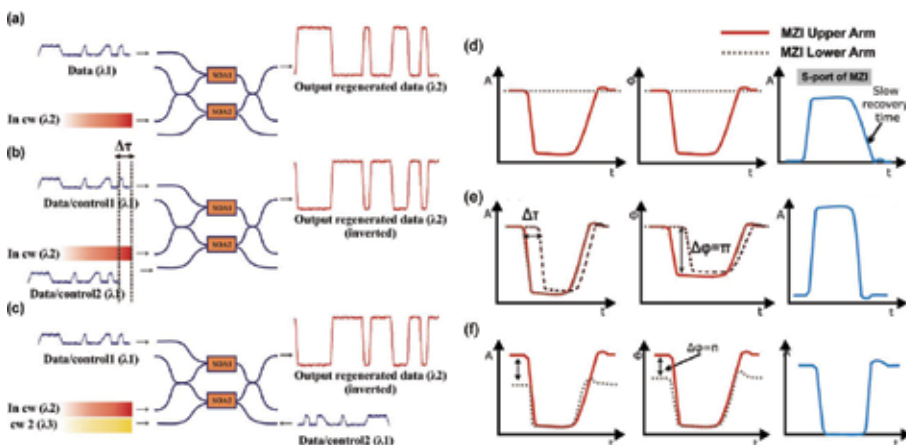 (a)
Data (λ1)
In cw (λ2)
SOA1
SOA2
Output regenerated data (λ2)
(b)
Δτ
Data/control1 (λ1)
In cw (λ2)
Data/control2 (λ1)
SOA1
SOA2
Output regenerated data (λ2)
(inverted)
(c)
Data/control1 (λ1)
In cw (λ2)
cw 2 (λ3)
SOA1
SOA2
Output regenerated data (λ2)
(inverted)
Data/control2 (λ1)
MZI Upper Arm
MZI Lower Arm
(d)
A
t
Φ
t
S-port of MZI
Slow
recovery
time
t
(e)
A
Δτ
t
Φ
Δφ=π
t
A
t
(f)
A
Φ
Δφ=π
A